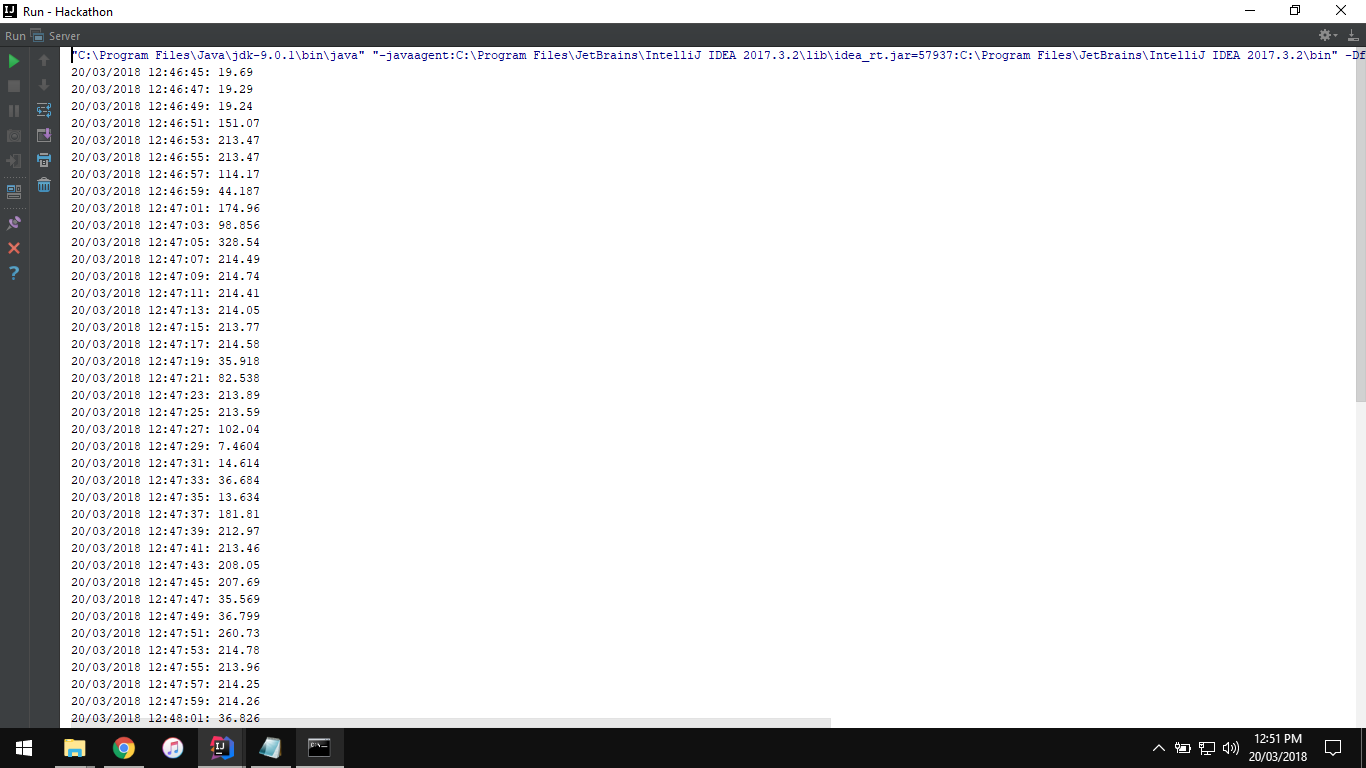 Run - Hackathon
Run Server
"C:\Program Files\Java\jdk-9.0.1\bin\java" "-javaagent:C:\Program Files\JetBrains\IntelliJ IDEA 2017.3.2\lib\idea_rt.jar=57937:C:\Program Files\JetBrains\IntelliJ IDEA 2017.3.2\bin" -Df
20/03/2018 12:46:45: 19.69
20/03/2018 12:46:47: 19.29
20/03/2018 12:46:49: 19.24
20/03/2018 12:46:51: 151.07
20/03/2018 12:46:53: 213.47
20/03/2018 12:46:55: 213.47
20/03/2018 12:46:57: 114.17
20/03/2018 12:46:59: 44.187
20/03/2018 12:47:01: 174.96
20/03/2018 12:47:03: 98.856
20/03/2018 12:47:05: 328.54
20/03/2018 12:47:07: 214.49
20/03/2018 12:47:09: 214.74
20/03/2018 12:47:11: 214.41
20/03/2018 12:47:13: 214.05
20/03/2018 12:47:15: 213.77
20/03/2018 12:47:17: 214.58
20/03/2018 12:47:19: 35.918
20/03/2018 12:47:21: 82.538
20/03/2018 12:47:23: 213.89
20/03/2018 12:47:25: 213.59
20/03/2018 12:47:27: 102.04
20/03/2018 12:47:29: 7.4604
20/03/2018 12:47:31: 14.614
20/03/2018 12:47:33: 36.684
20/03/2018 12:47:35: 13.634
20/03/2018 12:47:37: 181.81
20/03/2018 12:47:39: 212.97
20/03/2018 12:47:41: 213.46
20/03/2018 12:47:43: 208.05
20/03/2018 12:47:45: 207.69
20/03/2018 12:47:47: 35.569
20/03/2018 12:47:49: 36.799
20/03/2018 12:47:51: 260.73
20/03/2018 12:47:53: 214.78
20/03/2018 12:47:55: 213.96
20/03/2018 12:47:57: 214.25
20/03/2018 12:47:59: 214.26
20/03/2018 12:48:01: 36.826
12:51 PM
20/03/2018